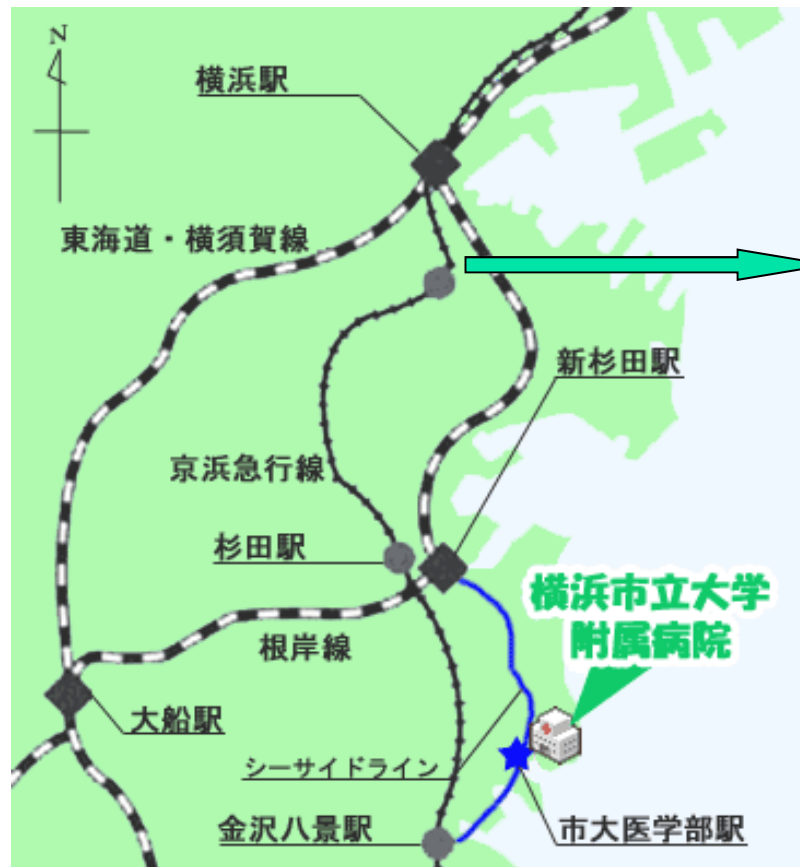 N
横浜駅
東海道・横須賀線
新杉田駅
京浜急行線
杉田駅
横浜市立大学
附属病院
根岸線
大船駅
シーサイドライン
金沢八景駅
市大医学部駅